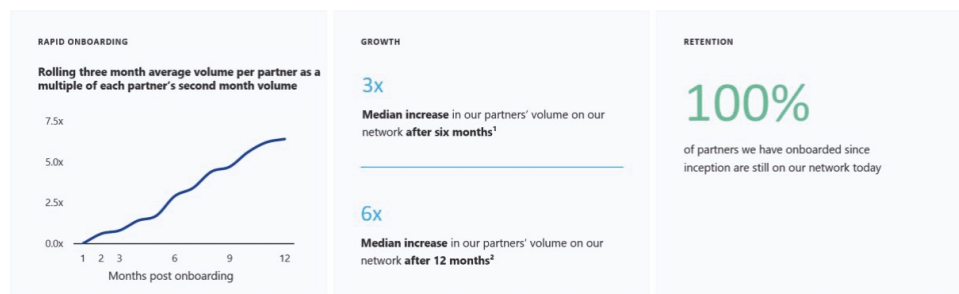 RAPID ONBOARDING
Rolling three month average volume per partner as a
multiple of each partner's second month volume
7.5x
5.0x
2.5x
0.0x
1 2 3 6 9 12
Months post onboarding
GROWTH
3x
Median increase in our partners' volume on our
network after six months¹
6x
Median increase in our partners' volume on our
network after 12 months²
RETENTION
100%
of partners we have onboarded since
inception are still on our network today